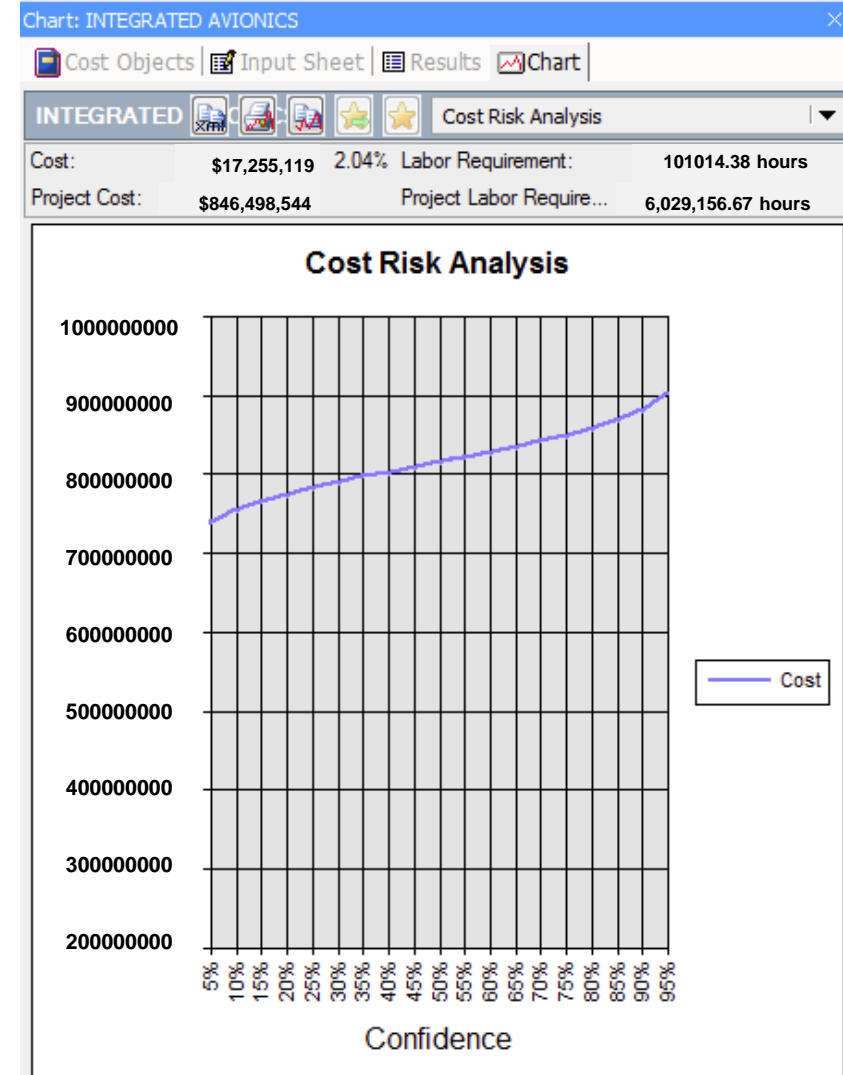 Chart: INTEGRATED AVIONICS
Cost Objects Input Sheet Results Chart
INTEGRATED Cost Risk Analysis
Cost: $17,255,119 2.04% Labor Requirement: 101014.38 hours
Project Cost: $846,498,544 Project Labor Require... 6,029,156.67 hours
Cost Risk Analysis
1000000000
900000000
800000000
700000000
600000000
500000000
400000000
300000000
200000000
Cost
5% 10% 15% 20% 25% 30% 35% 40% 45% 50% 55% 60% 65% 70% 75% 80% 85% 90% 95%
Confidence